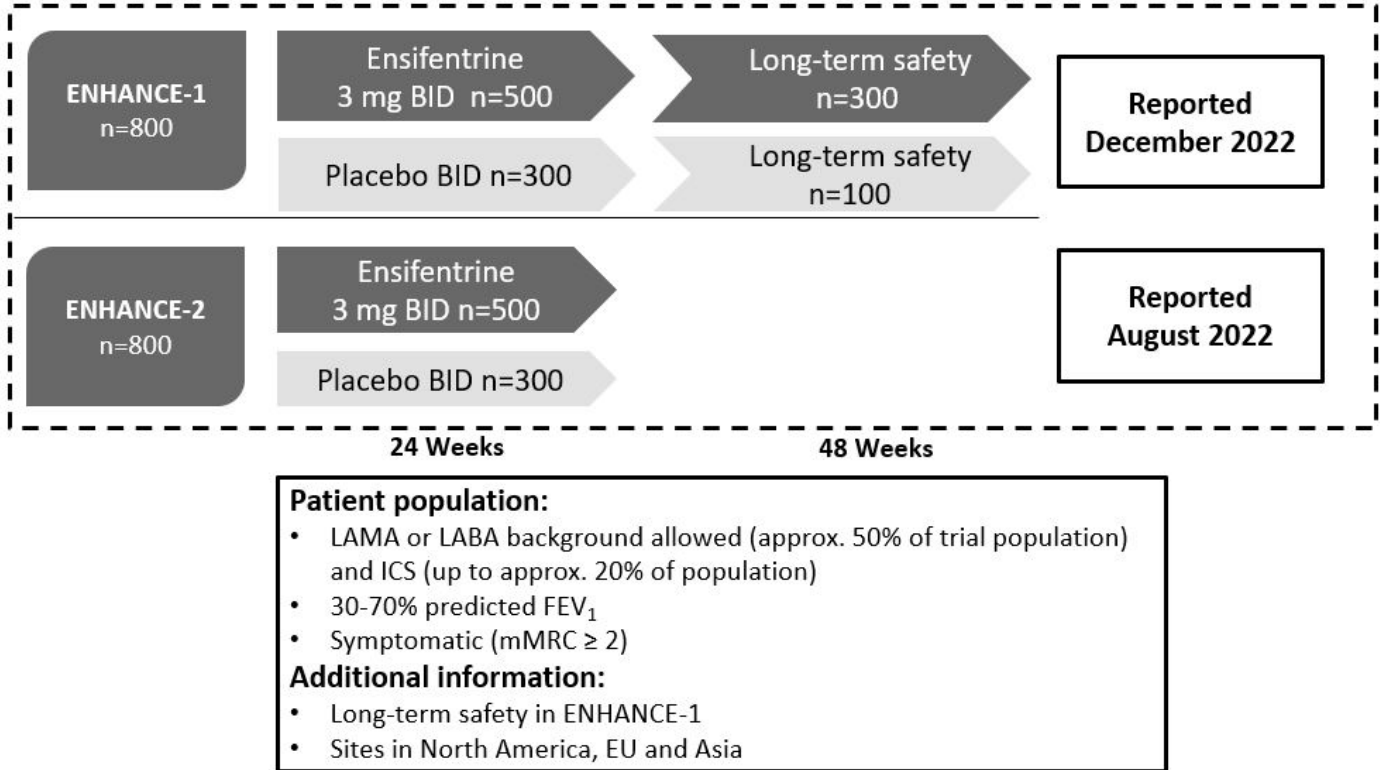 ENHANCE-1
n=800
Ensifentrine
3 mg BID  n=500
Placebo BID n=300
Long-term safety
n=300
Long-term safety
n=100
Reported
December 2022
ENHANCE-2
n=800
Ensifentrine
3 mg BID n=500
Placebo BID n=300
Reported
August 2022
24 Weeks
48 Weeks
Patient population:
• LAMA or LABA background allowed (approx. 50% of trial population)
and ICS (up to approx. 20% of population)
• 30-70% predicted FEV₁
• Symptomatic (mMRC ≥ 2)
Additional information:
• Long-term safety in ENHANCE-1
• Sites in North America, EU and Asia